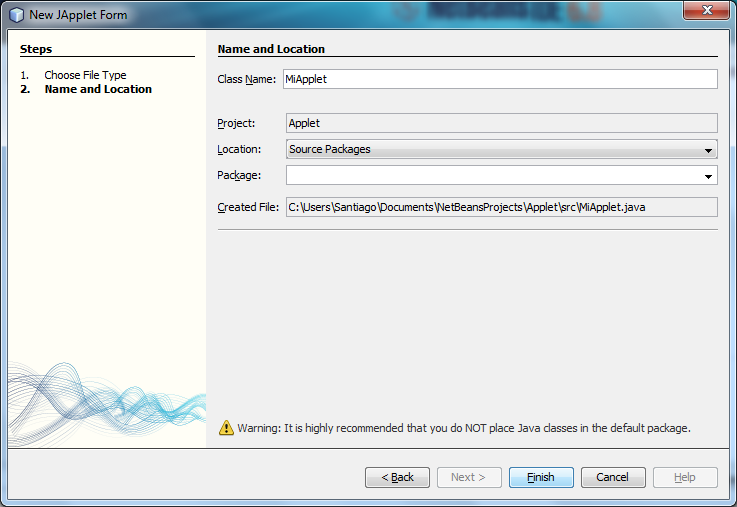 New JApplet Form
Steps
1. Choose File Type
2. Name and Location
Name and Location
Class Name: MiApplet
Project: Applet
Location: Source Packages
Package:
Created File: C:\Users\Santiago\Documents\NetBeansProjects\Applet\src\MiApplet.java
Warning: It is highly recommended that you do NOT place Java classes in the default package.
< Back Next > Finish Cancel Help